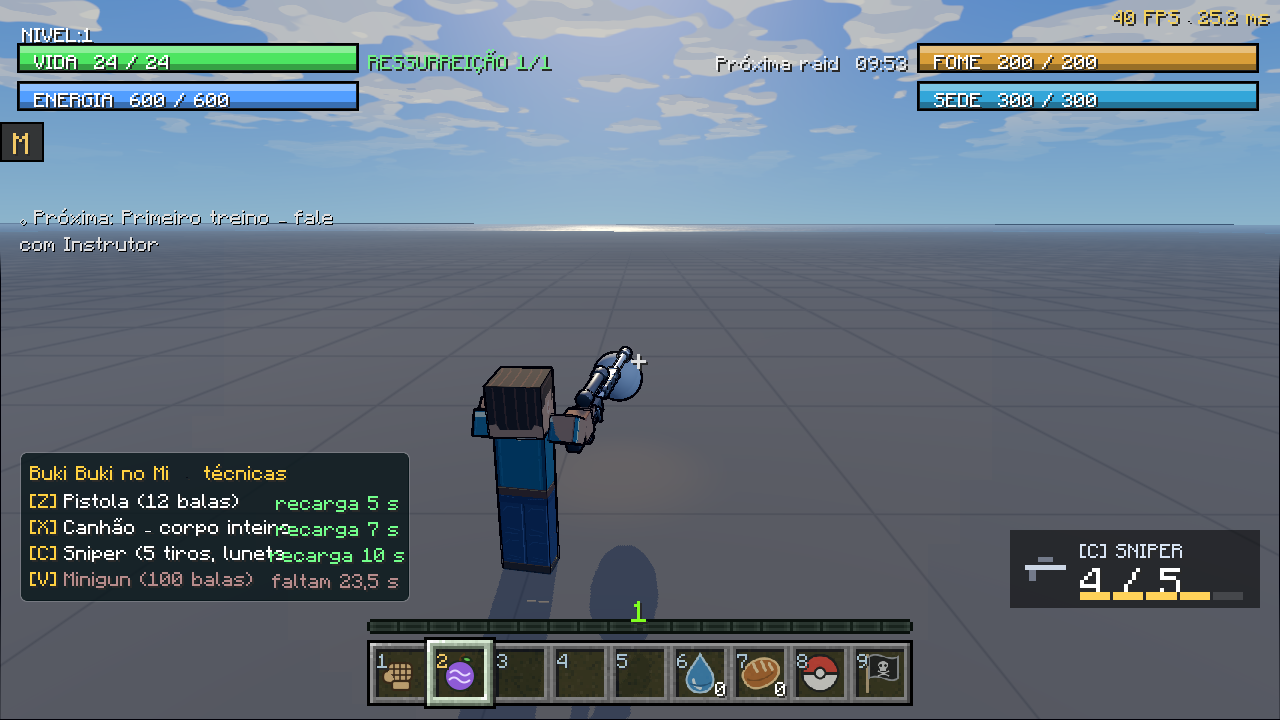 40 FPS . 25.2 ms
NIVEL:1
VIDA 24 / 24
RESSURREIÇÃO 1/1
Próxima raid 09:53
FOME 200 / 200
ENERGIA 600 / 600
SEDE 300 / 300
M
Próxima: Primeiro treino - fale
com Instrutor
Buki Buki no Mi . técnicas
[Z] Pistola (12 balas) recarga 5 s
[X] Canhão - corpo inteiro recarga 7 s
[C] Sniper (5 tiros, luneta recarga 10 s
[V] Minigun (100 balas) faltam 23,5 s
[C] SNIPER
4 / 5
1
1 2 3 4 5 6 7 8 9
0 0